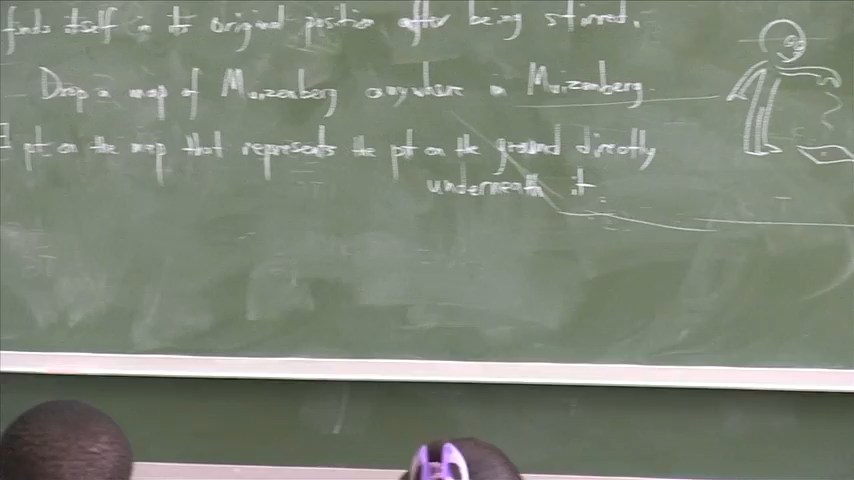 finds itself in its original position after being stirred.
Drop a map of Muizenberg anywhere in Muizenberg
∃ pt on the map that represents the pt on the ground directly
underneath it